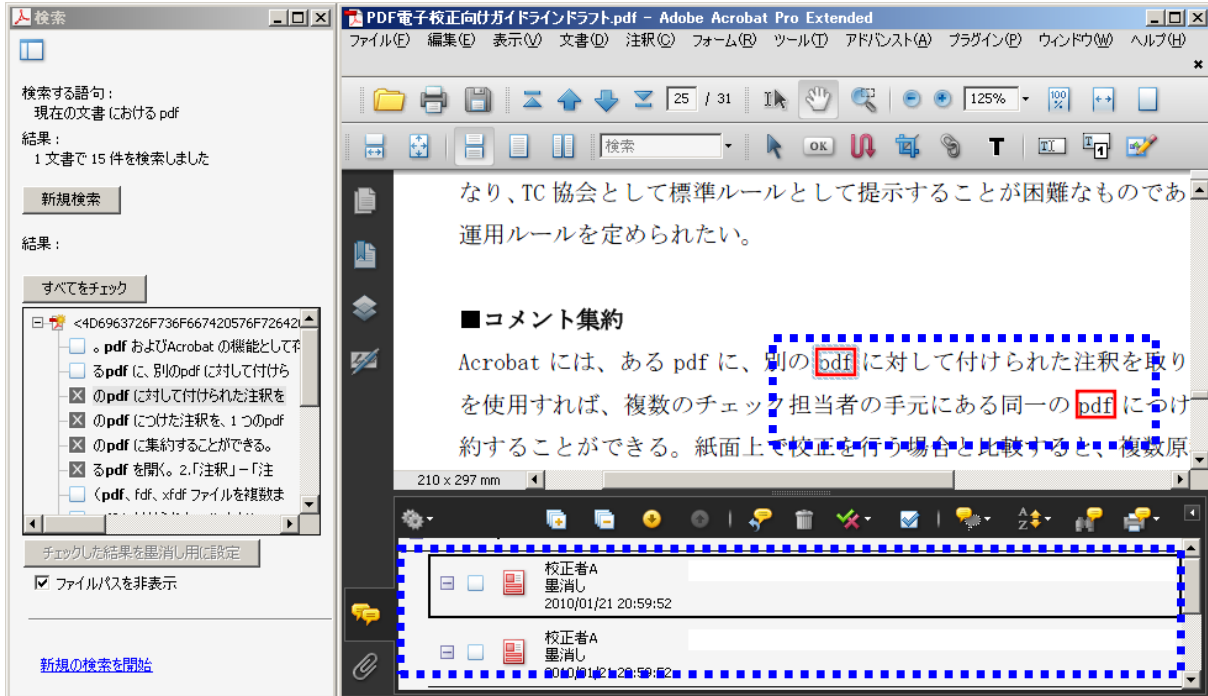 検索
検索する語句 :
現在の文書 における pdf
結果 :
1 文書で 15 件を検索しました
新規検索
結果 :
すべてをチェック
<4D6963726F736F667420576F72642
。pdf およびAcrobat の機能として存
るpdf に、別のpdf に対して付けら
のpdf に対して付けられた注釈を
のpdf につけた注釈を、1 つのpdf
のpdf に集約することができる。
るpdf を開く。2.「注釈」-「注
(pdf、fdf、xfdf ファイルを複数ま
チェックした結果を墨消し用に設定
ファイルパスを非表示
新規の検索を開始
PDF電子校正向けガイドラインドラフト.pdf - Adobe Acrobat Pro Extended
ファイル(F) 編集(E) 表示(V) 文書(D) 注釈(C) フォーム(R) ツール(T) アドバンスト(A) プラグイン(P) ウィンドウ(W) ヘルプ(H)
25 / 31 125%
検索 OK T
なり、TC 協会として標準ルールとして提示することが困難なものであ
運用ルールを定められたい。
■コメント集約
Acrobat には、ある pdf に、別の pdf に対して付けられた注釈を取り
を使用すれば、複数のチェック担当者の手元にある同一の pdf につけ
約することができる。紙面上で校正を行う場合と比較すると、複数原
210 x 297 mm
校正者A
墨消し
2010/01/21 20:59:52
校正者A
墨消し
2010/01/21 20:59:52